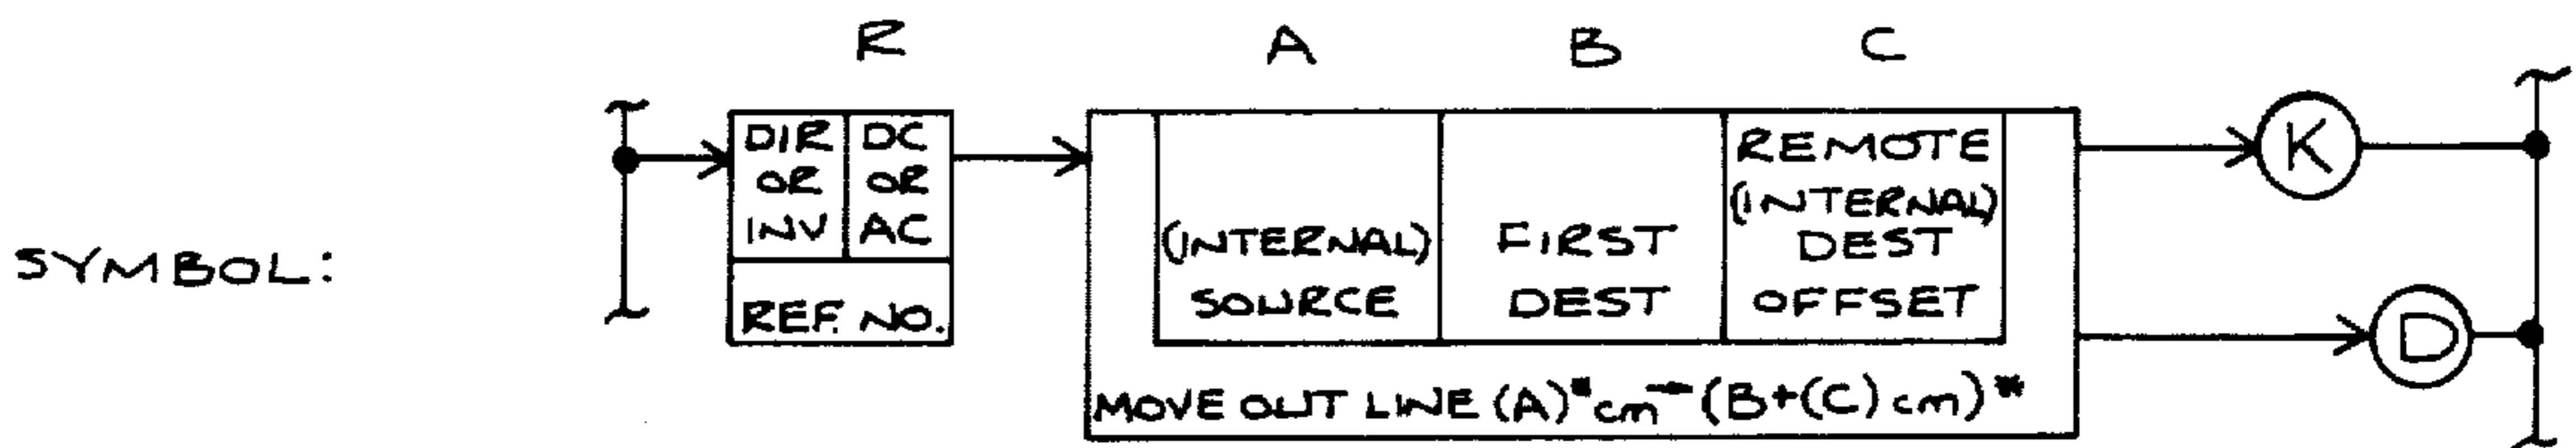 R A B C
SYMBOL:
DIR OR INV
DC OR AC
REF. NO.
(INTERNAL) SOURCE
FIRST DEST
REMOTE (INTERNAL) DEST OFFSET
MOVE OUT LINE (A)*cm→(B+(C)cm)*
K
D